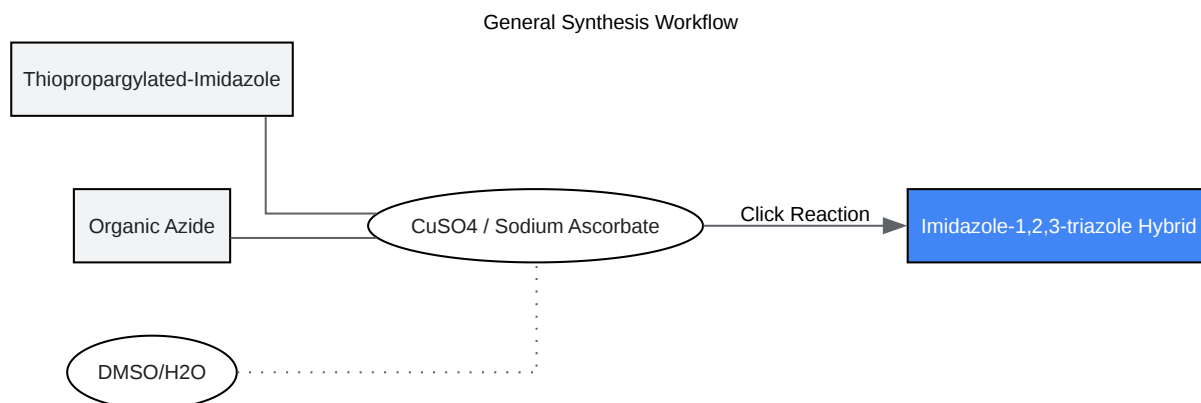 General Synthesis Workflow
Thiopropargylated-Imidazole
Organic Azide
CuSO4 / Sodium Ascorbate
Click Reaction
Imidazole-1,2,3-triazole Hybrid
DMSO/H2O